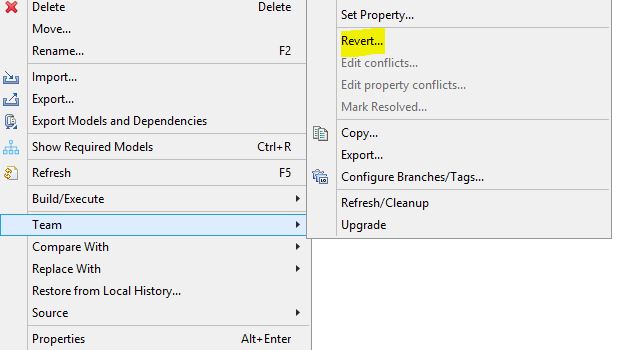 Delete Delete
Move...
Rename... F2
Import...
Export...
Export Models and Dependencies
Show Required Models Ctrl+R
Refresh F5
Build/Execute
Team
Compare With
Replace With
Restore from Local History...
Source
Properties Alt+Enter
Set Property...
Revert...
Edit conflicts...
Edit property conflicts...
Mark Resolved...
Copy...
Export...
Configure Branches/Tags...
Refresh/Cleanup
Upgrade